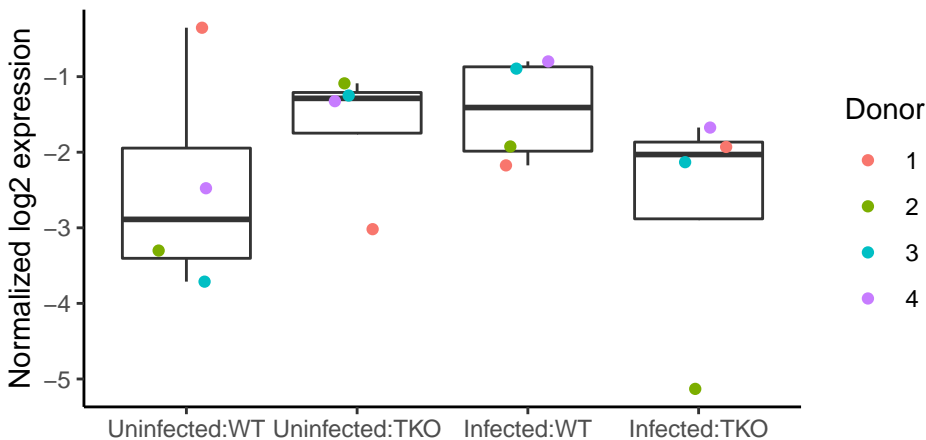 Normalized log2 expression
−1
−2
−3
−4
−5
Uninfected:WT
Uninfected:TKO
Infected:WT
Infected:TKO
Donor
1
2
3
4